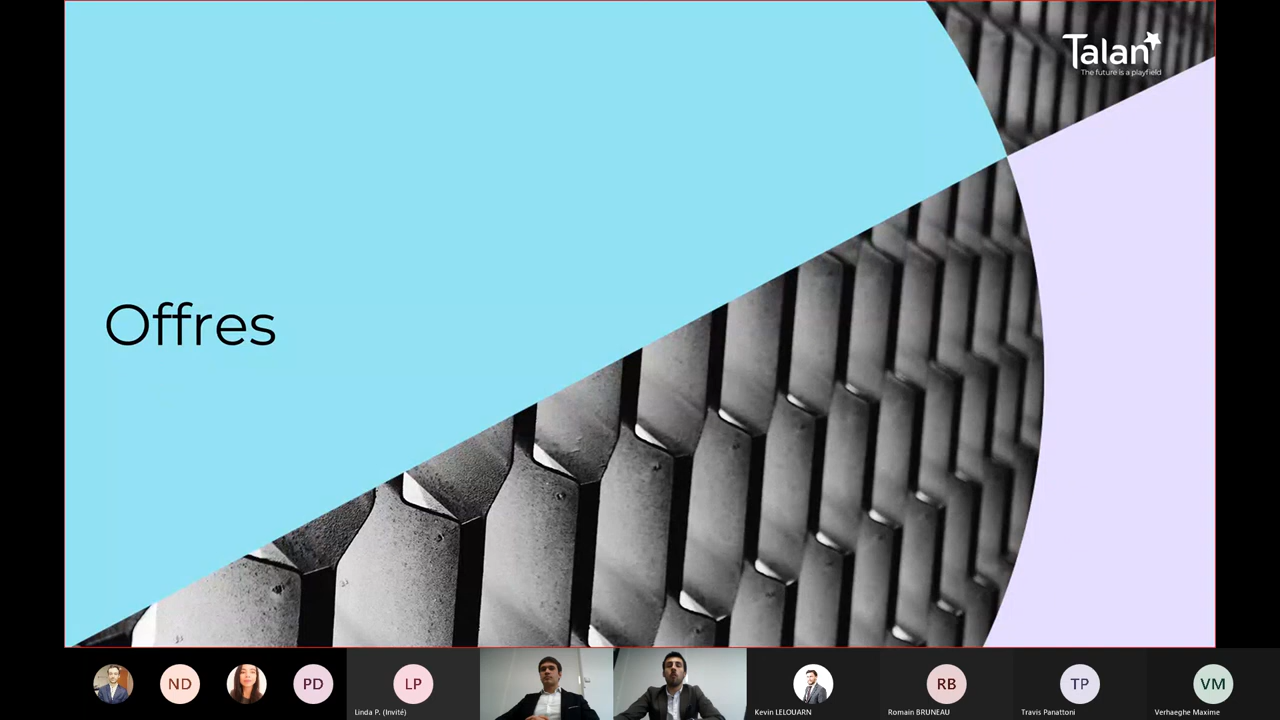 Talan
The future is a playfield
Offres
ND
PD
LP
Linda P. (Invité)
Kevin LELOUARN
RB
Romain BRUNEAU
TP
Travis Panattoni
VM
Verhaeghe Maxime